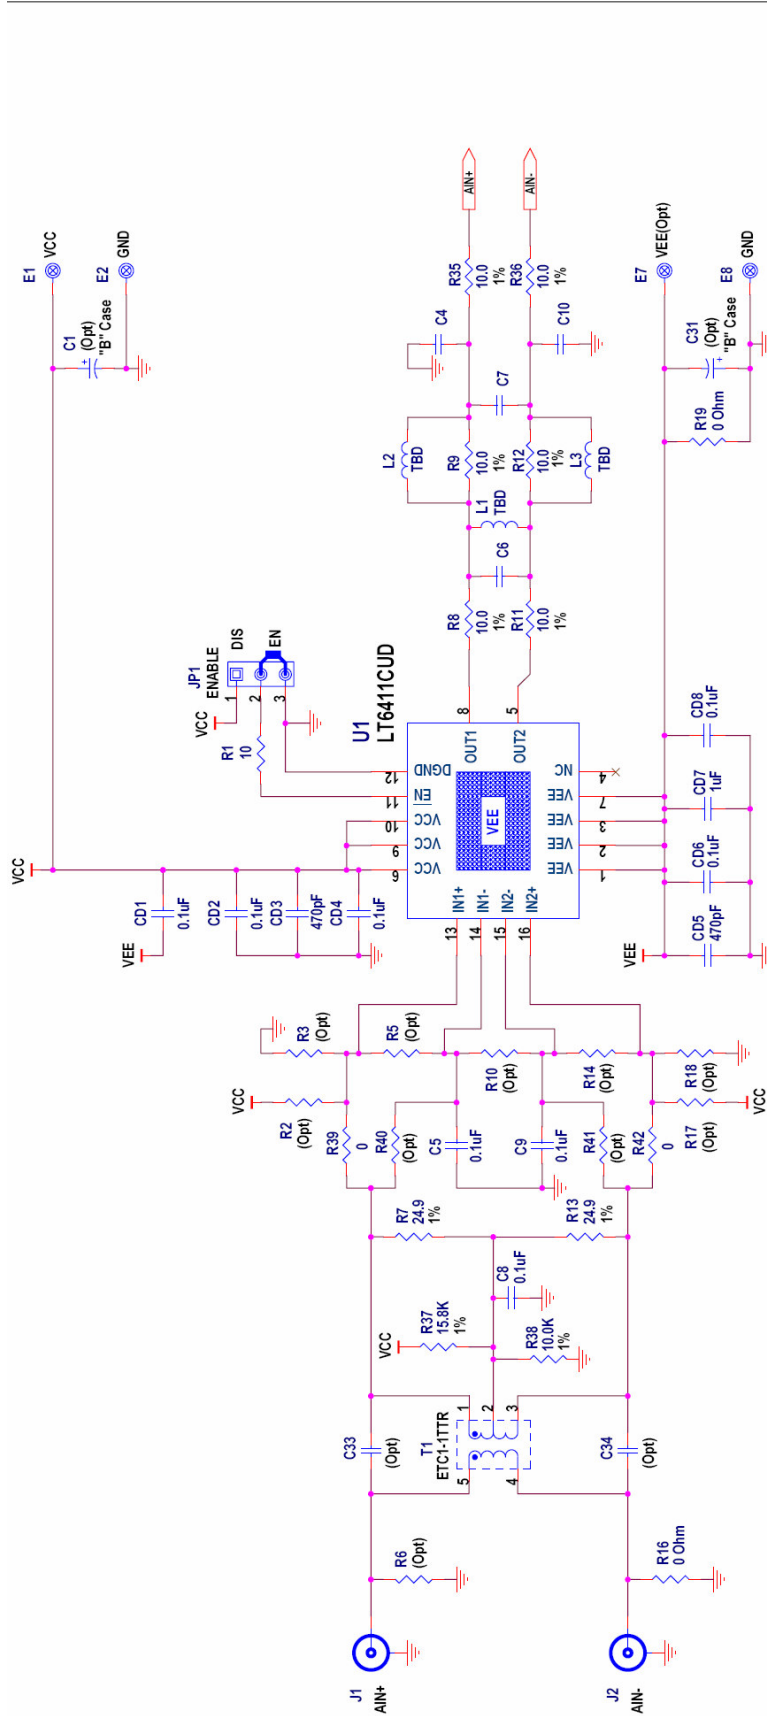 VCC
E1
VCC
C1
(Opt)
"B" Case
E2
GND
VEE
CD1
0.1uF
CD2
0.1uF
CD3
470pF
CD4
0.1uF
VCC
JP1
ENABLE
DIS
EN
1
2
3
R1
10
U1
LT6411CUD
6
VCC
9
VCC
10
VCC
11
EN
12
DGND
13
IN1+
14
IN1-
15
IN2-
16
IN2+
VEE
OUT1
8
OUT2
5
1
VEE
2
VEE
3
VEE
7
VEE
4
NC
R8
10.0
1%
R11
10.0
1%
C6
L1
TBD
L2
TBD
R9
10.0
1%
R12
10.0
1%
L3
TBD
C7
C4
C10
R35
10.0
1%
R36
10.0
1%
AIN+
AIN-
VEE
CD5
470pF
CD6
0.1uF
CD7
1uF
CD8
0.1uF
R19
0 Ohm
C31
(Opt)
"B" Case
E7
VEE(Opt)
E8
GND
J1
AIN+
R6
(Opt)
C33
(Opt)
T1
ETC1-1TTR
5
4
1
2
3
VCC
R37
15.8K
1%
R38
10.0K
1%
C8
0.1uF
R7
24.9
1%
R13
24.9
1%
VCC
R2
(Opt)
R3
(Opt)
R39
0
R40
(Opt)
R5
(Opt)
C5
0.1uF
R10
(Opt)
C9
0.1uF
R14
(Opt)
R41
(Opt)
R42
0
R17
(Opt)
R18
(Opt)
VCC
C34
(Opt)
R16
0 Ohm
J2
AIN-